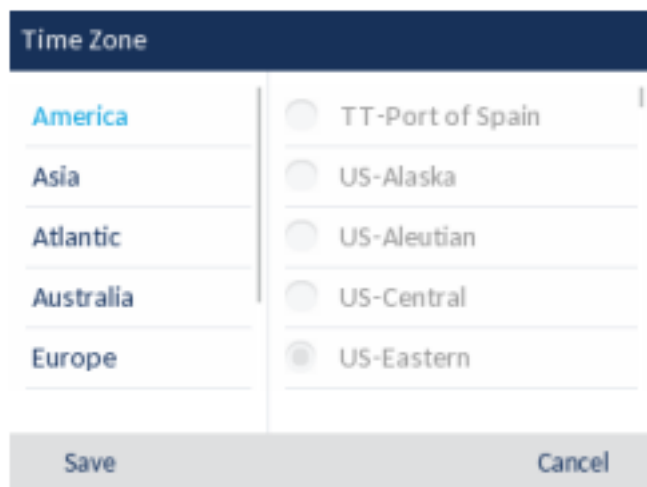 Time Zone
America
TT-Port of Spain
Asia
US-Alaska
Atlantic
US-Aleutian
Australia
US-Central
Europe
US-Eastern
Save
Cancel